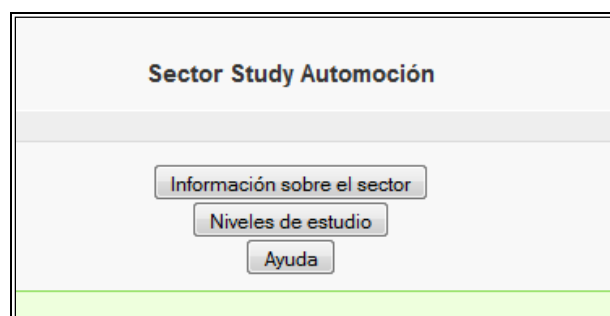 Sector Study Automoción
Información sobre el sector
Niveles de estudio
Ayuda